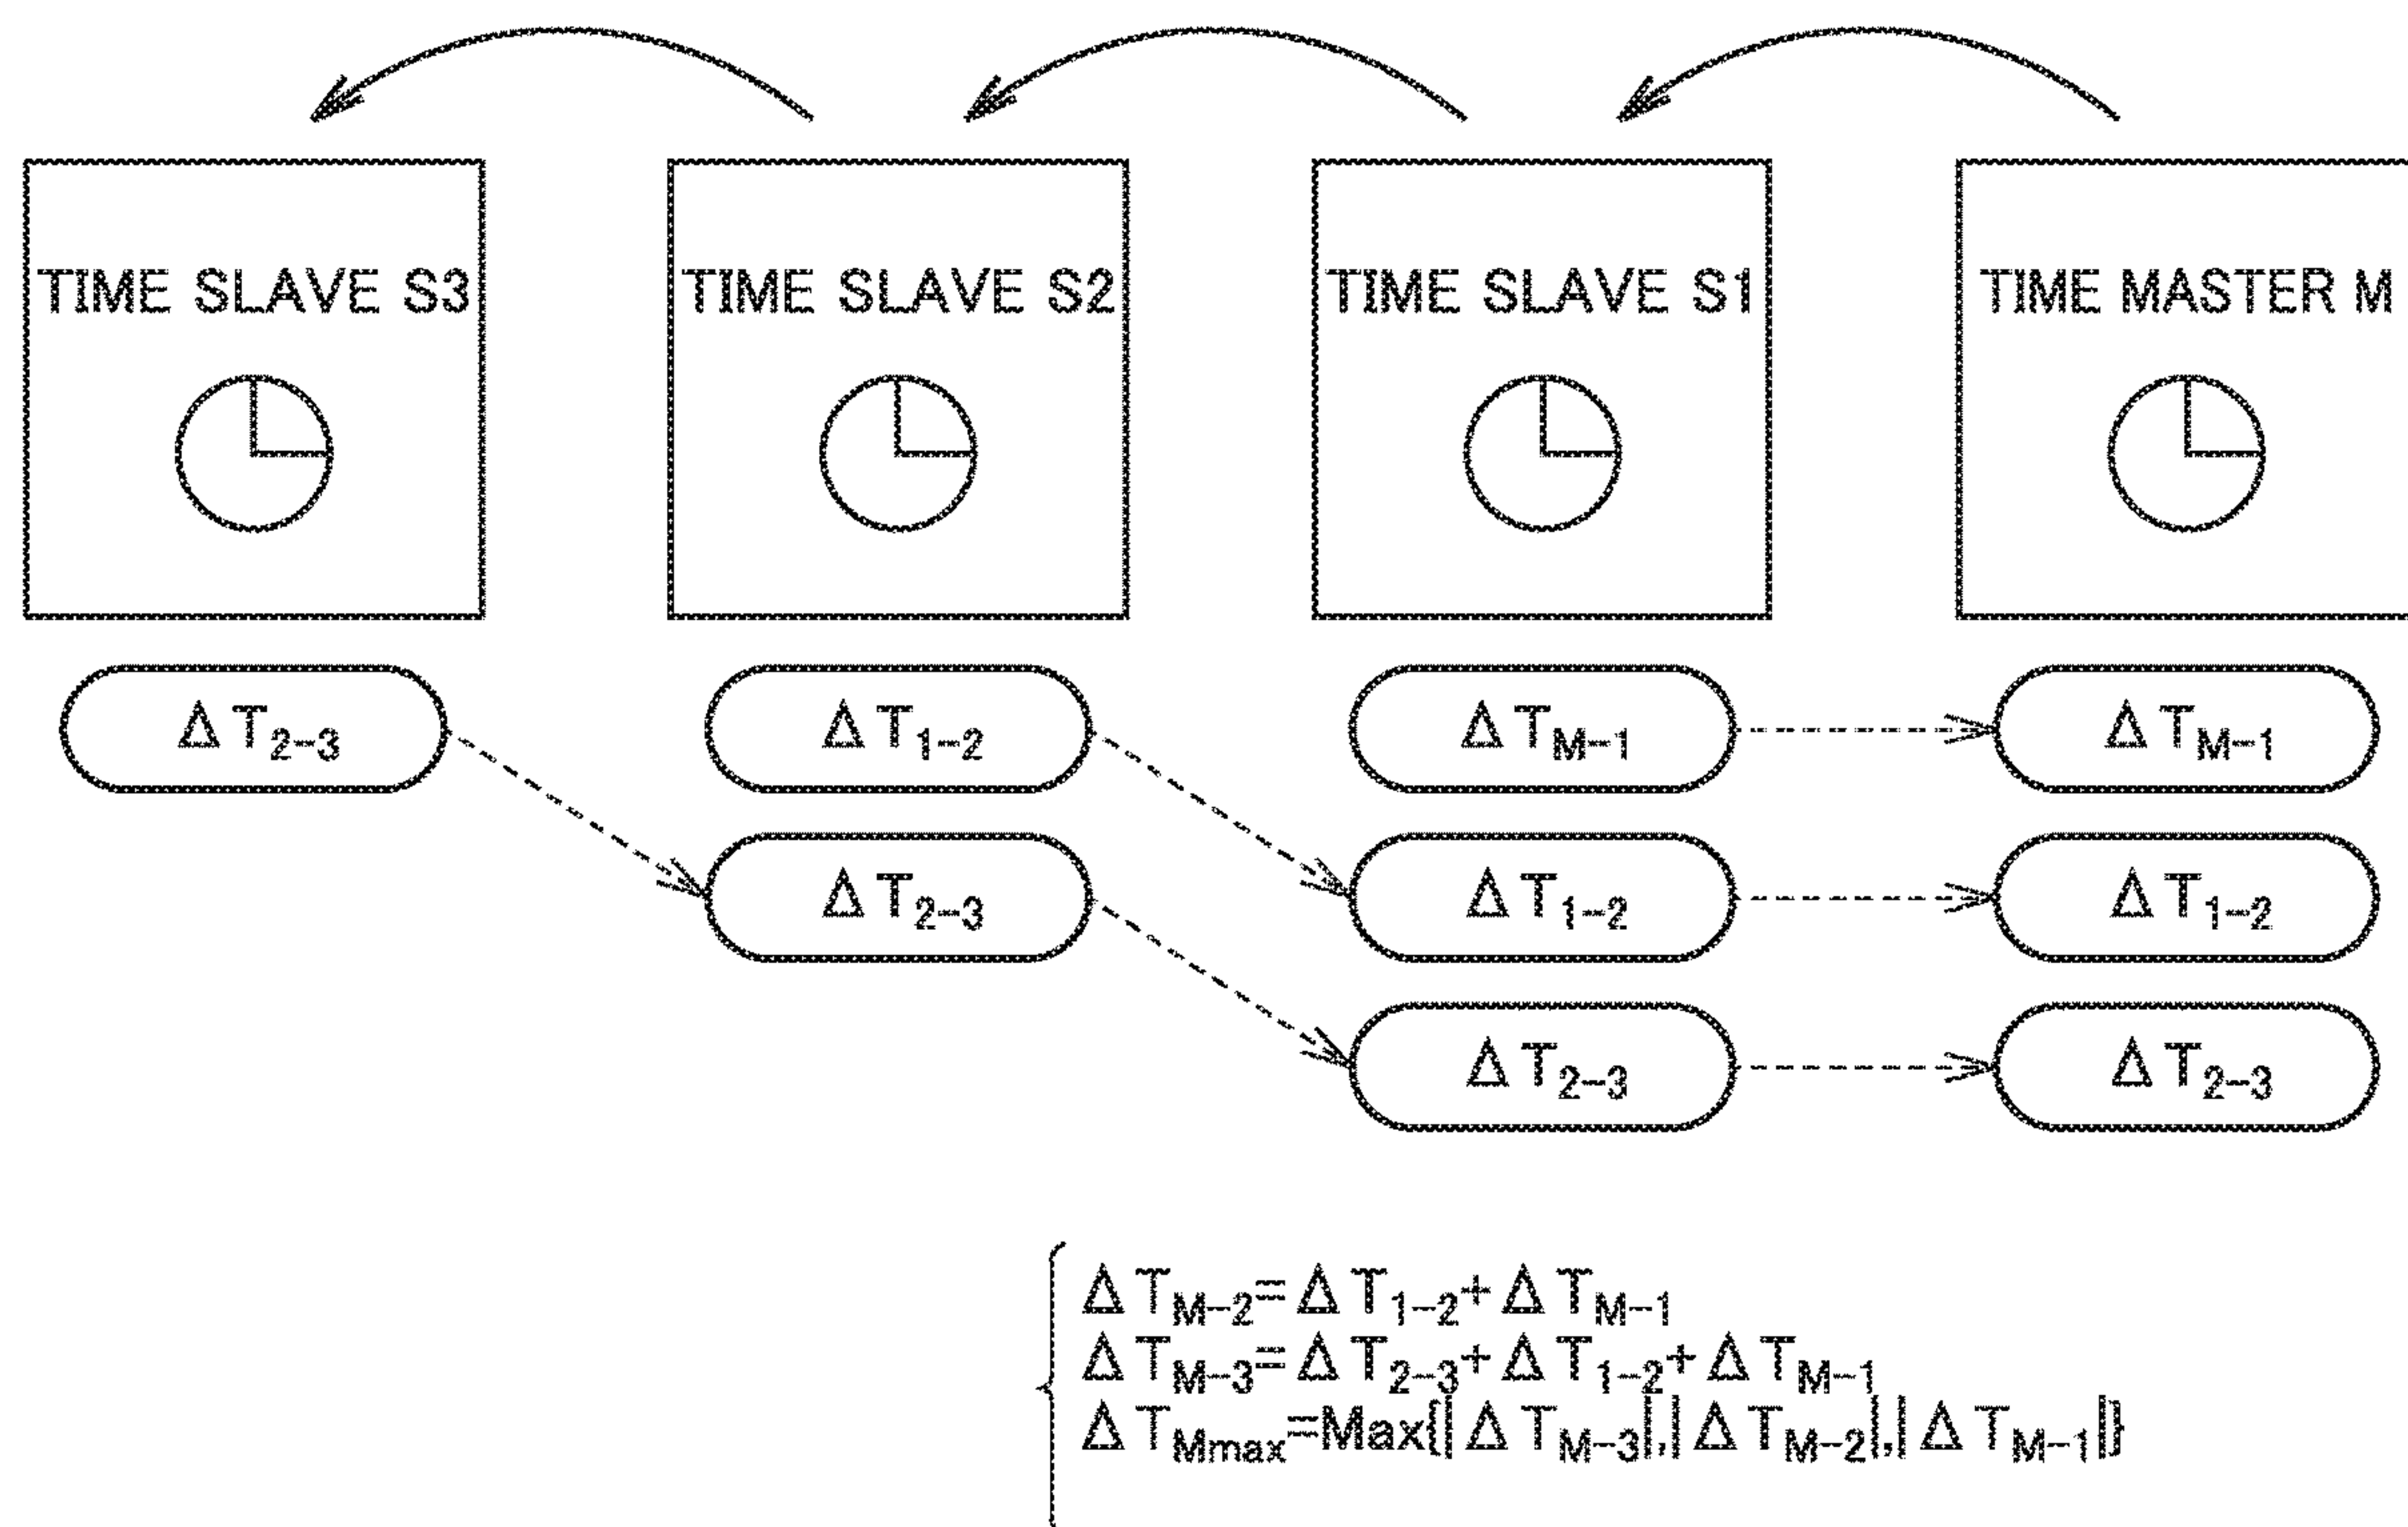 TIME SLAVE S3 TIME SLAVE S2 TIME SLAVE S1 TIME MASTER M
ΔT2-3 ΔT1-2 ΔTM-1 ΔTM-1
ΔT2-3 ΔT1-2 ΔT1-2
ΔT2-3 ΔT2-3
ΔTM-2=ΔT1-2+ΔTM-1
ΔTM-3=ΔT2-3+ΔT1-2+ΔTM-1
ΔTMmax=Max{|ΔTM-3|,|ΔTM-2|,|ΔTM-1|}